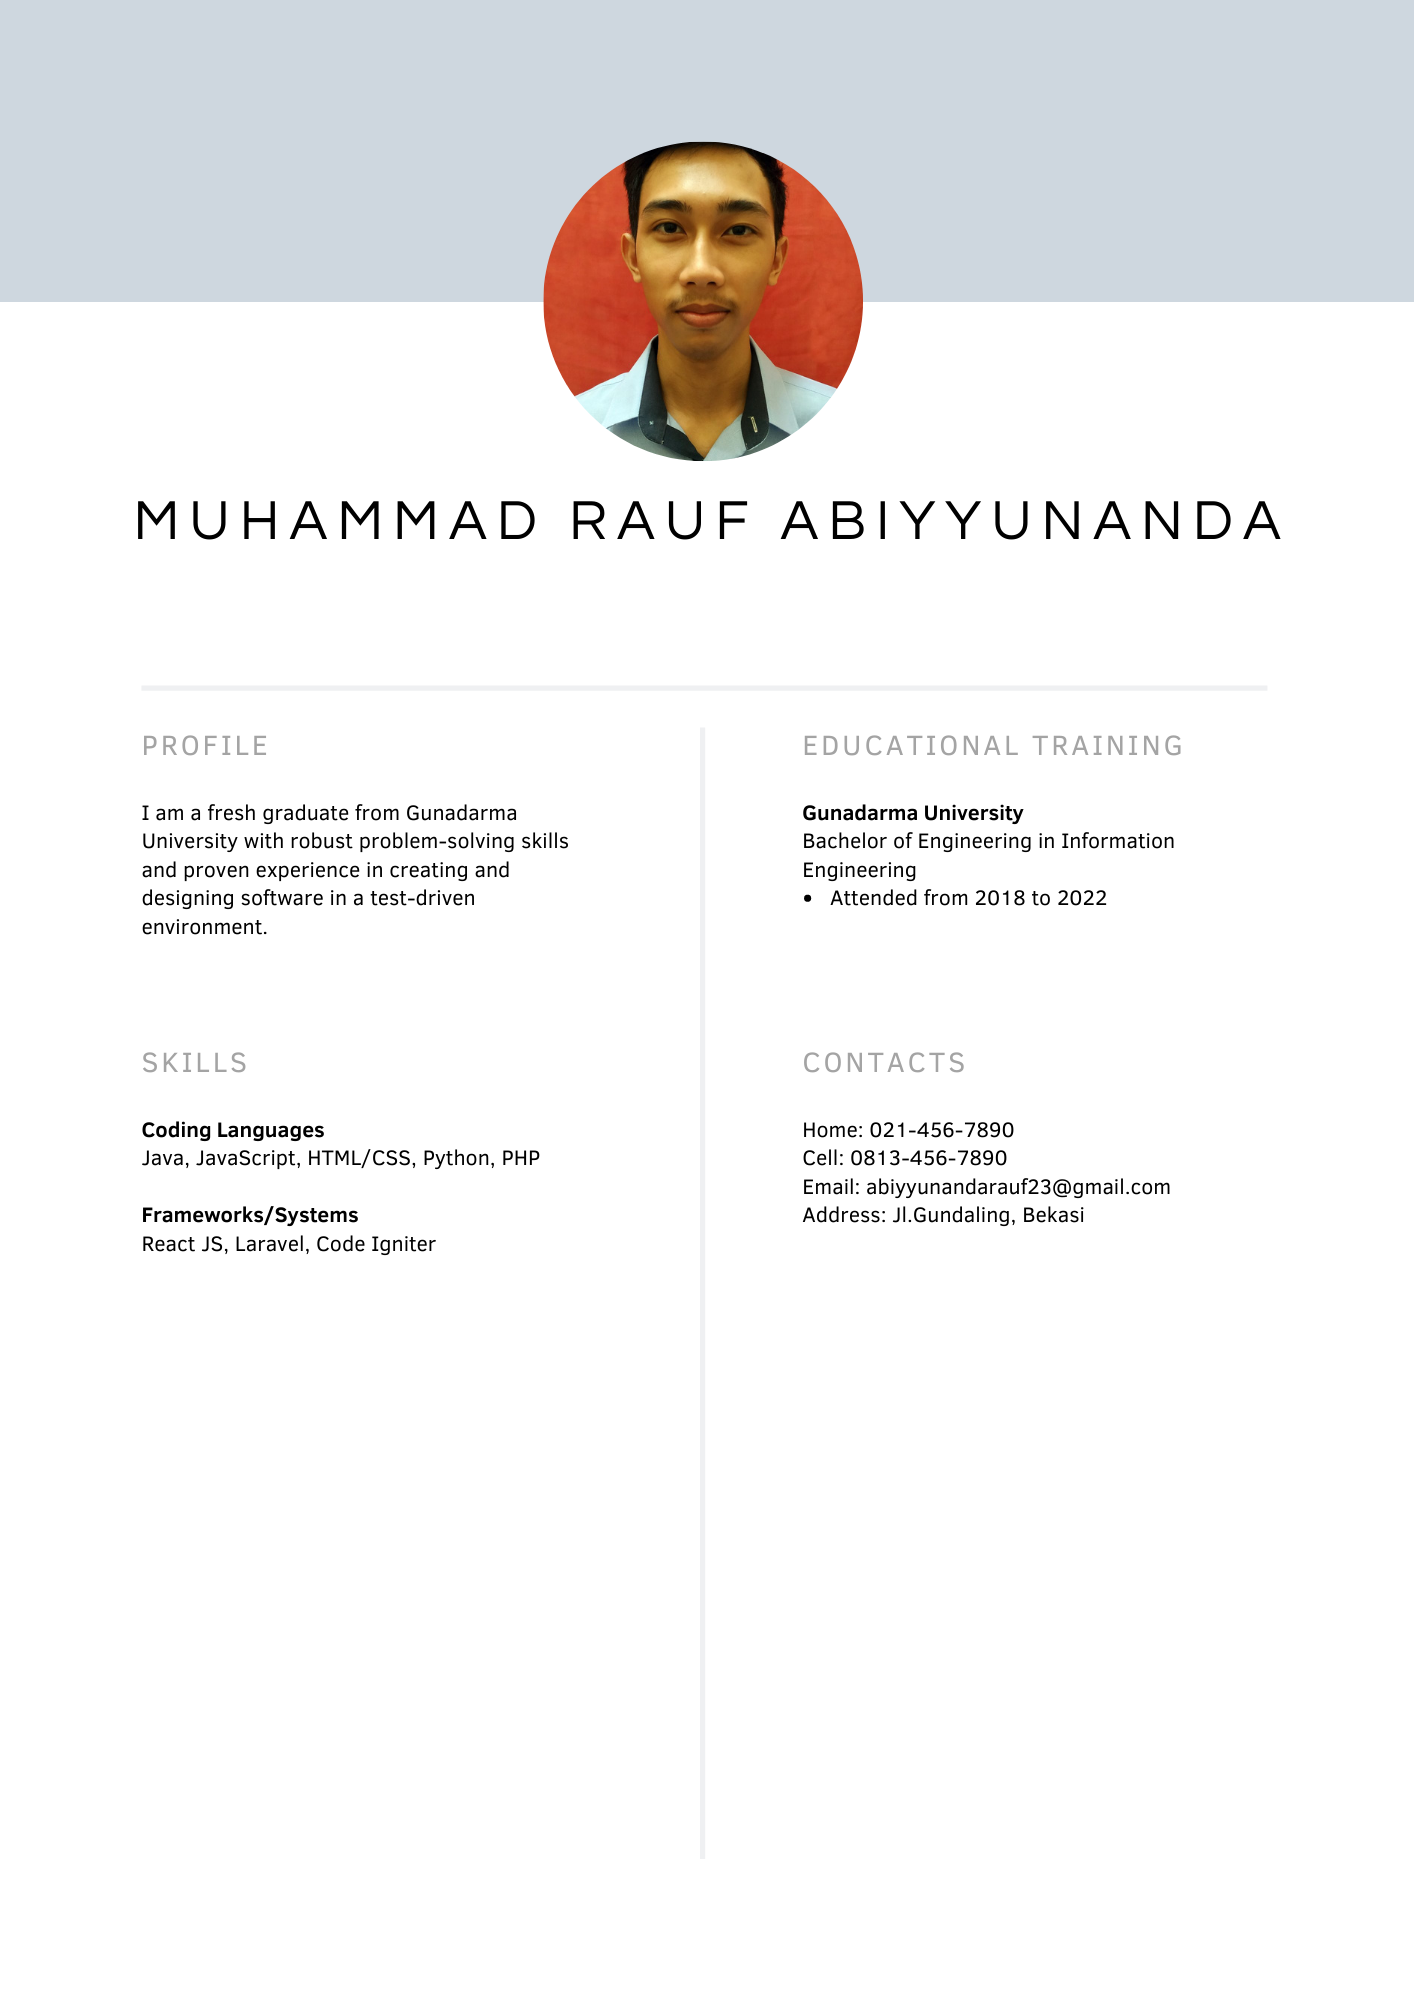 MUHAMMAD RAUF ABIYYUNANDA
PROFILE
I am a fresh graduate from Gunadarma
University with robust problem-solving skills
and proven experience in creating and
designing software in a test-driven
environment.
SKILLS
Coding Languages
Java, JavaScript, HTML/CSS, Python, PHP
Frameworks/Systems
React JS, Laravel, Code Igniter
EDUCATIONAL TRAINING
Gunadarma University
Bachelor of Engineering in Information
Engineering
• Attended from 2018 to 2022
CONTACTS
Home: 021-456-7890
Cell: 0813-456-7890
Email: abiyyunandarauf23@gmail.com
Address: Jl.Gundaling, Bekasi